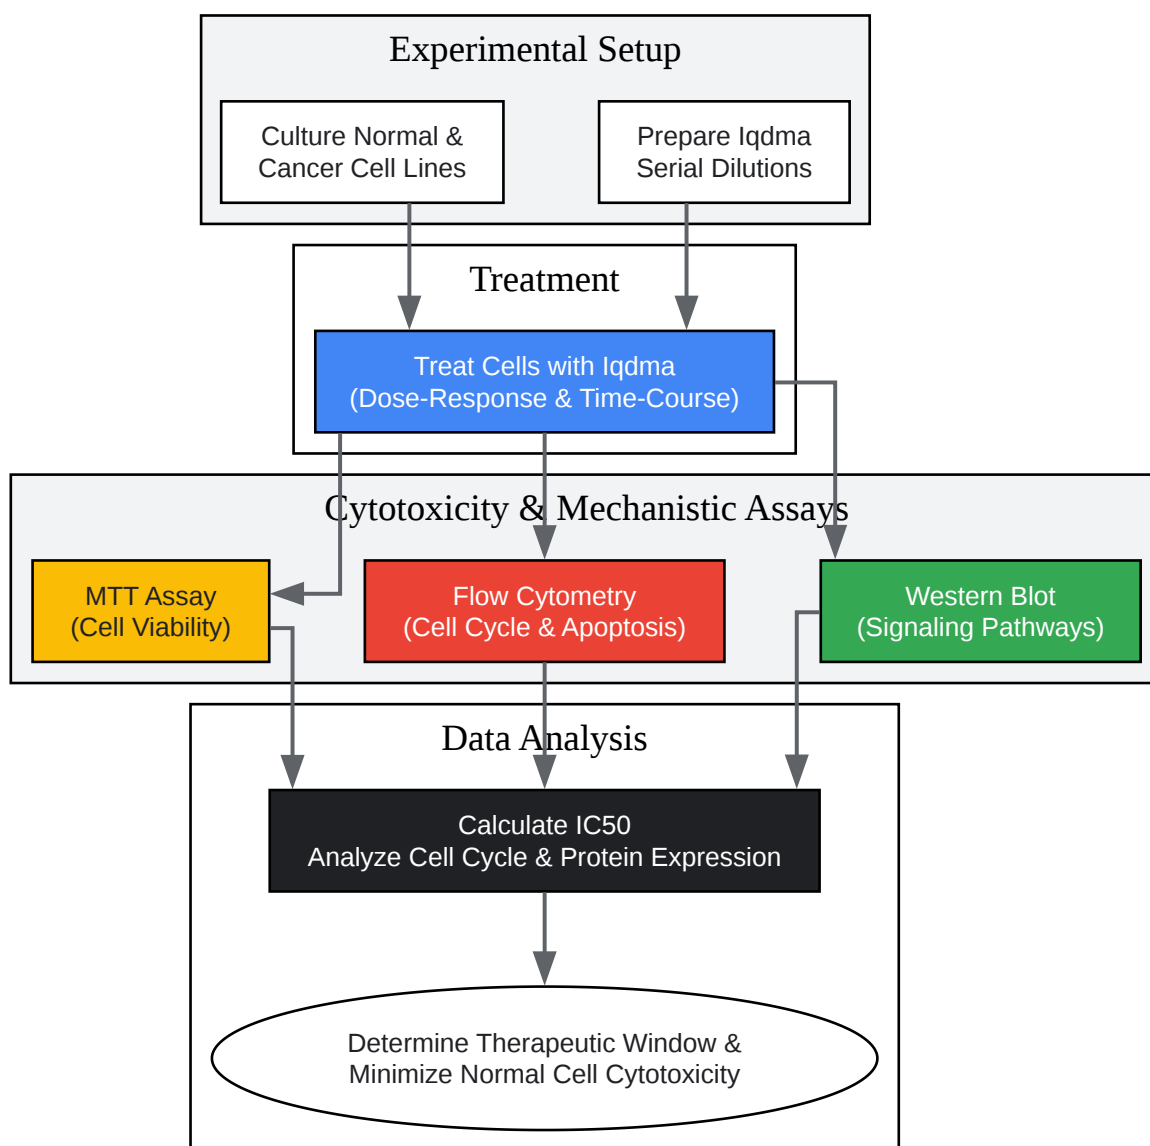 Experimental Setup
Culture Normal &
Cancer Cell Lines
Prepare Iqdma
Serial Dilutions
Treatment
Treat Cells with Iqdma
(Dose-Response & Time-Course)
Cytotoxicity & Mechanistic Assays
MTT Assay
(Cell Viability)
Flow Cytometry
(Cell Cycle & Apoptosis)
Western Blot
(Signaling Pathways)
Data Analysis
Calculate IC50
Analyze Cell Cycle & Protein Expression
Determine Therapeutic Window &
Minimize Normal Cell Cytotoxicity